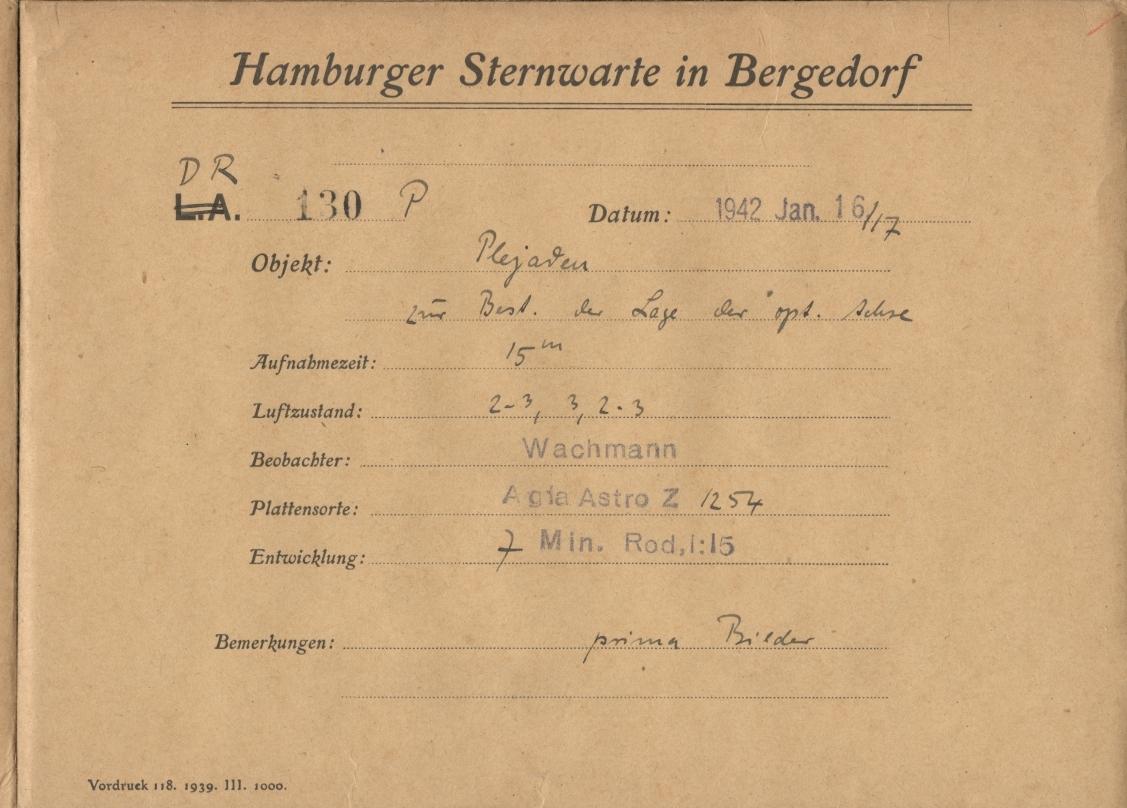 Hamburger Sternwarte in Bergedorf
DR
L.A. 130 P Datum: 1942 Jan. 16/17
Objekt: Plejaden
zur Best. der Lage der opt. Achse
Aufnahmezeit: 15m
Luftzustand: 2-3, 3, 2-3
Beobachter: Wachmann
Plattensorte: Agfa Astro Z 1254
Entwicklung: 7 Min. Rod, 1:15
Bemerkungen: prima Bilder
Vordruck 118. 1939. III. 1000.